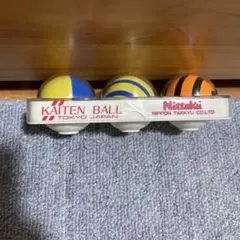 KAITEN BALL
TOKYO JAPAN
Nittaku
NIPPON TAKKYU CO.LTD.